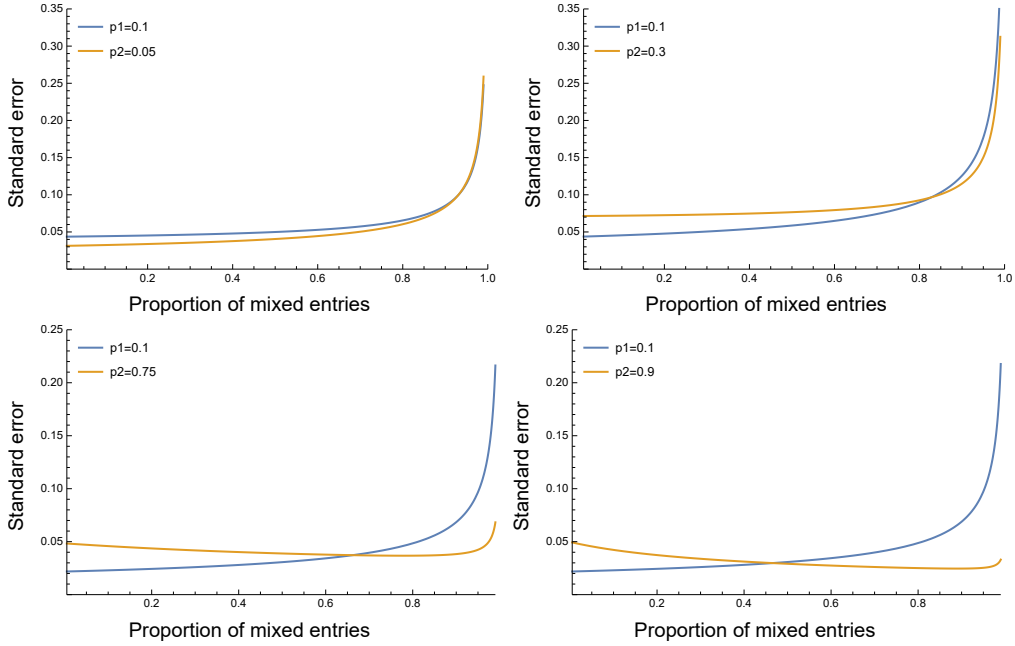 0.35
p1=0.1
0.30
p2=0.05
0.25
0.20
0.15
0.10
0.05
Standard error
0.2 0.4 0.6 0.8 1.0
Proportion of mixed entries
0.35
p1=0.1
0.30
p2=0.3
0.25
0.20
0.15
0.10
0.05
Standard error
0.2 0.4 0.6 0.8 1.0
Proportion of mixed entries
0.25
p1=0.1
p2=0.75
0.20
0.15
0.10
0.05
Standard error
0.2 0.4 0.6 0.8
Proportion of mixed entries
0.25
p1=0.1
p2=0.9
0.20
0.15
0.10
0.05
Standard error
0.2 0.4 0.6 0.8
Proportion of mixed entries